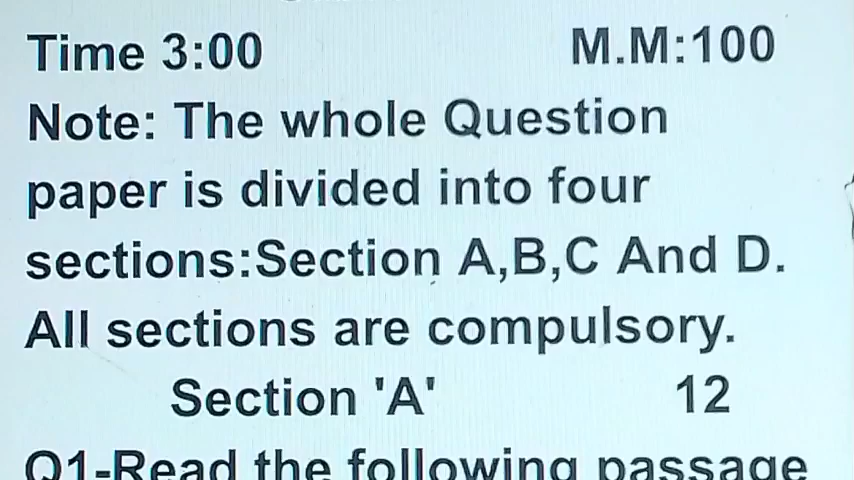 Time 3:00 M.M:100
Note: The whole Question
paper is divided into four
sections:Section A,B,C And D.
All sections are compulsory.
Section 'A' 12
Q1-Read the following passage